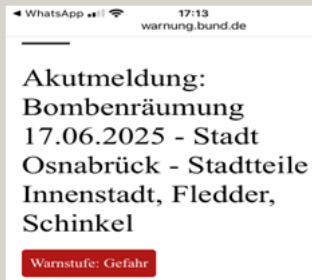 ◄ WhatsApp 17:13
warnung.bund.de
Akutmeldung:
Bombenräumung
17.06.2025 - Stadt
Osnabrück - Stadtteile
Innenstadt, Fledder,
Schinkel
Warnstufe: Gefahr